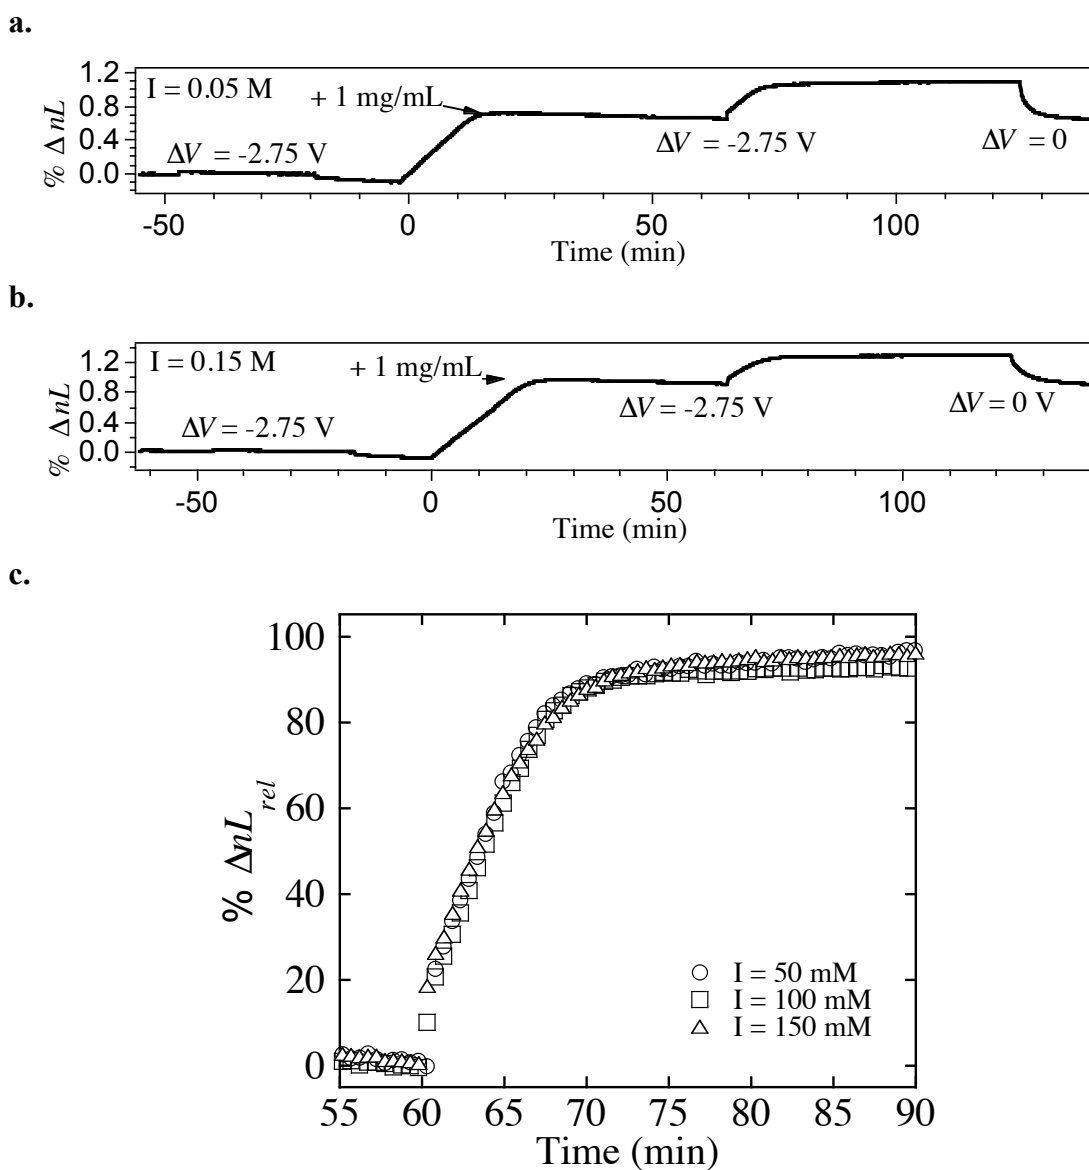 a.
1.2
0.8
0.4
0.0
% Δ nL
I = 0.05 M
+ 1 mg/mL
ΔV = -2.75 V
ΔV = -2.75 V
ΔV = 0
-50 0 50 100
Time (min)
b.
1.2
0.8
0.4
0.0
% Δ nL
I = 0.15 M
+ 1 mg/mL
ΔV = -2.75 V
ΔV = -2.75 V
ΔV = 0 V
-50 0 50 100
Time (min)
c.
100
80
60
40
20
0
% ΔnL rel
I = 50 mM
I = 100 mM
I = 150 mM
55 60 65 70 75 80 85 90
Time (min)